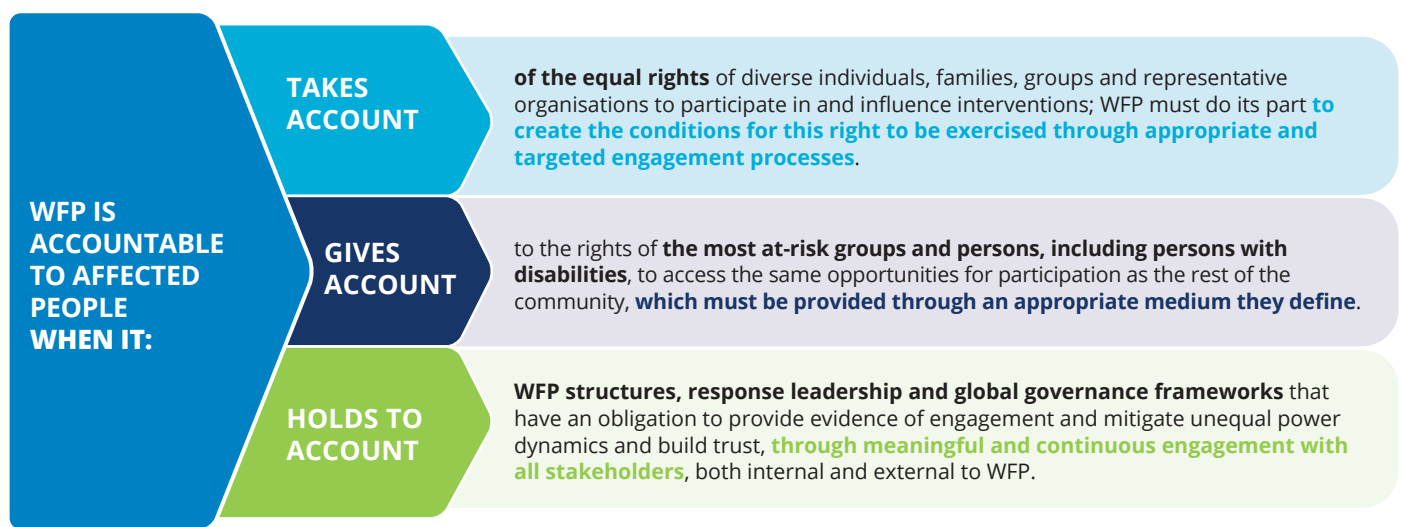 WFP IS
ACCOUNTABLE
TO AFFECTED
PEOPLE
WHEN IT:
TAKES
ACCOUNT
of the equal rights of diverse individuals, families, groups and representative
organisations to participate in and influence interventions; WFP must do its part to
create the conditions for this right to be exercised through appropriate and
targeted engagement processes.
GIVES
ACCOUNT
to the rights of the most at-risk groups and persons, including persons with
disabilities, to access the same opportunities for participation as the rest of the
community, which must be provided through an appropriate medium they define.
HOLDS TO
ACCOUNT
WFP structures, response leadership and global governance frameworks that
have an obligation to provide evidence of engagement and mitigate unequal power
dynamics and build trust, through meaningful and continuous engagement with
all stakeholders, both internal and external to WFP.